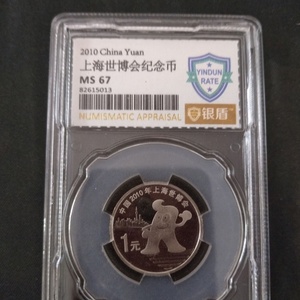 2010 China Yuan
上海世博会纪念币
MS 67
82615013
NUMISMATIC APPRAISAL
YINDUN
RATE
银盾
中国2010年上海世博会
1元